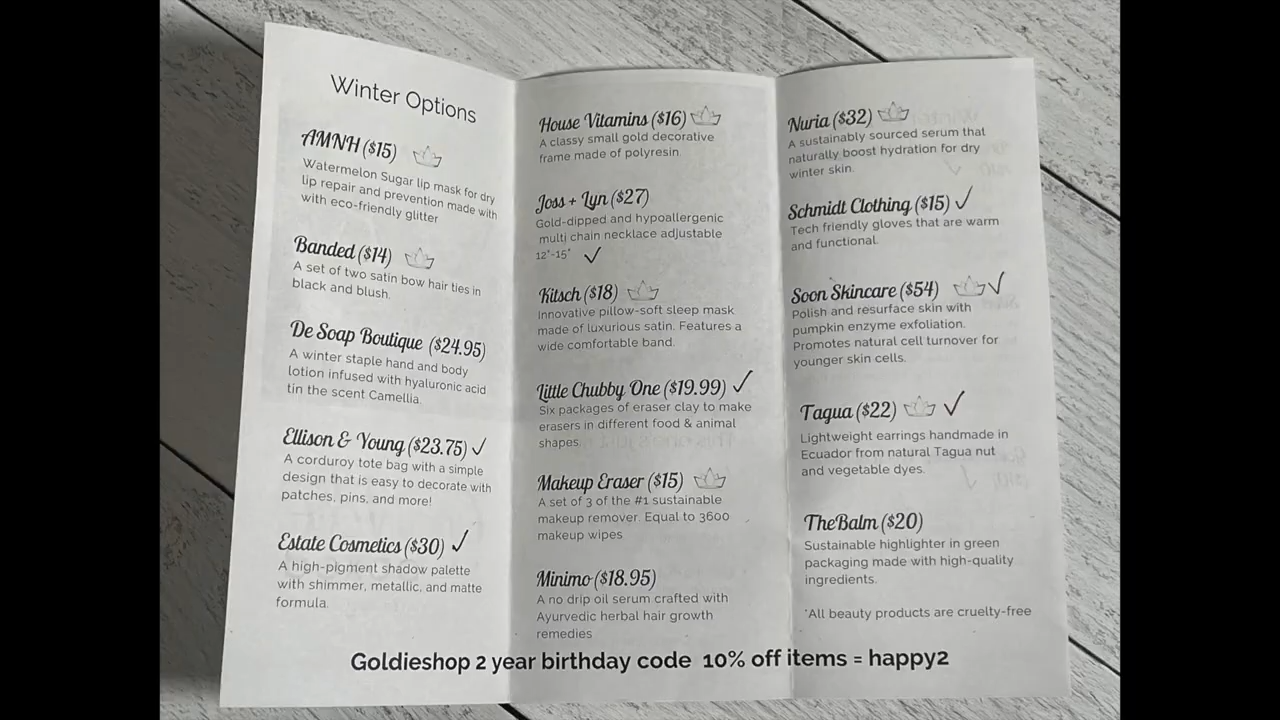 Winter Options
AMNH ($15)
Watermelon Sugar lip mask for dry
lip repair and prevention made with
with eco-friendly glitter
Banded ($14)
A set of two satin bow hair ties in
black and blush.
De Soap Boutique ($24.95)
A winter staple hand and body
lotion infused with hyaluronic acid
tin the scent Camellia.
Ellison & Young ($23.75) ✓
A corduroy tote bag with a simple
design that is easy to decorate with
patches, pins, and more!
Estate Cosmetics ($30) ✓
A high-pigment shadow palette
with shimmer, metallic, and matte
formula.
House Vitamins ($16)
A classy small gold decorative
frame made of polyresin.
Joss + Lyn ($27)
Gold-dipped and hypoallergenic
multi chain necklace adjustable
12"-15" ✓
Kitsch ($18)
Innovative pillow-soft sleep mask
made of luxurious satin. Features a
wide comfortable band.
Little Chubby One ($19.99) ✓
Six packages of eraser clay to make
erasers in different food & animal
shapes.
Makeup Eraser ($15)
A set of 3 of the #1 sustainable
makeup remover. Equal to 3600
makeup wipes
Minimo ($18.95)
A no drip oil serum crafted with
Ayurvedic herbal hair growth
remedies
Nuria ($32)
A sustainably sourced serum that
naturally boost hydration for dry
winter skin.
Schmidt Clothing ($15) ✓
Tech friendly gloves that are warm
and functional.
Soon Skincare ($54) ✓
Polish and resurface skin with
pumpkin enzyme exfoliation.
Promotes natural cell turnover for
younger skin cells.
Tagua ($22) ✓
Lightweight earrings handmade in
Ecuador from natural Tagua nut
and vegetable dyes.
TheBalm ($20)
Sustainable highlighter in green
packaging made with high-quality
ingredients.
*All beauty products are cruelty-free
Goldieshop 2 year birthday code 10% off items = happy2